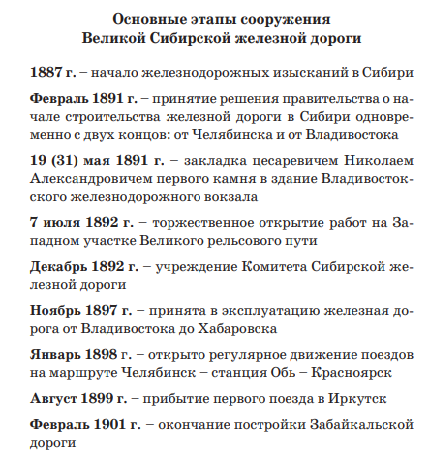 Основные этапы сооружения
Великой Сибирской железной дороги
1887 г. – начало железнодорожных изысканий в Сибири
Февраль 1891 г. – принятие решения правительства о на-
чале строительства железной дороги в Сибири одновре-
менно с двух концов: от Челябинска и от Владивостока
19 (31) мая 1891 г. – закладка цесаревичем Николаем
Александровичем первого камня в здание Владивосток-
ского железнодорожного вокзала
7 июля 1892 г. – торжественное открытие работ на За-
падном участке Великого рельсового пути
Декабрь 1892 г. – учреждение Комитета Сибирской же-
лезной дороги
Ноябрь 1897 г. – принята в эксплуатацию железная до-
рога от Владивостока до Хабаровска
Январь 1898 г. – открыто регулярное движение поездов
на маршруте Челябинск – станция Обь – Красноярск
Август 1899 г. – прибытие первого поезда в Иркутск
Февраль 1901 г. – окончание постройки Забайкальской
дороги